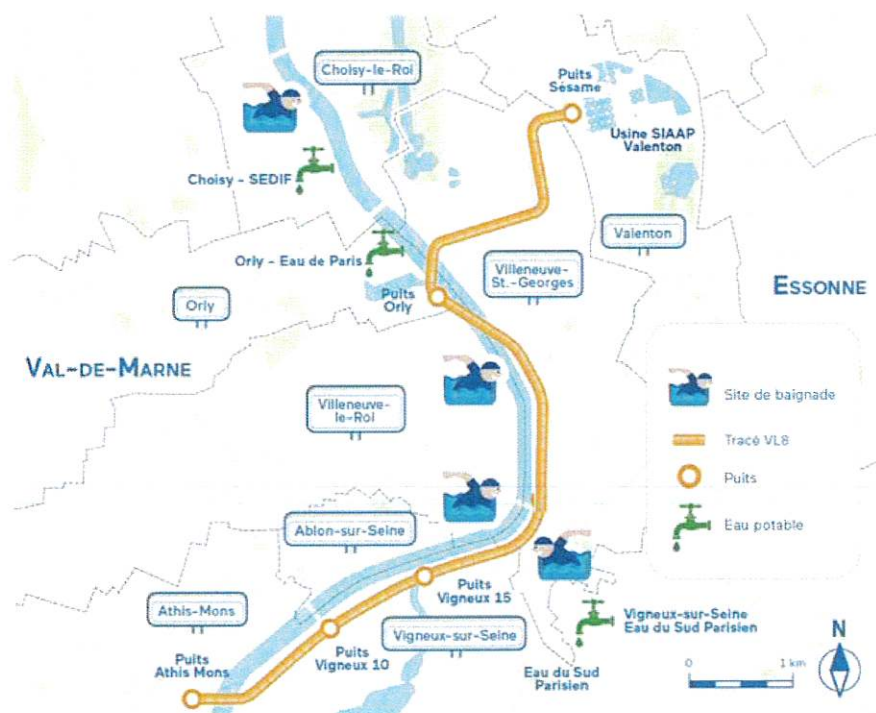 Choisy-le-Roi
Puits
Sésame
Usine SIAAP
Valenton
Choisy - SEDIF
Valenton
Orly - Eau de Paris
Villeneuve-
St.-Georges
ESSONNE
Puits
Orly
Orly
VAL-DE-MARNE
Site de baignade
Villeneuve-
le-Roi
Tracé VL8
Puits
Ablon-sur-Seine
Eau potable
Puits
Vigneux 15
Athis-Mons
Vigneux-sur-Seine
Eau du Sud Parisien
Vigneux-sur-Seine
Puits
Vigneux 10
Puits
Athis Mons
Eau du Sud
Parisien
N
0 1 km